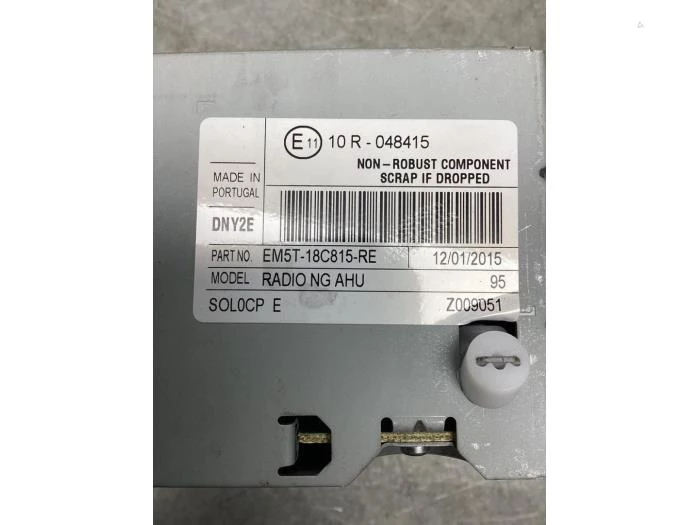 E11 10 R - 048415
NON-ROBUST COMPONENT
SCRAP IF DROPPED
MADE IN
PORTUGAL
DNY2E
PART NO. EM5T-18C815-RE 12/01/2015
MODEL RADIO NG AHU 95
SOL0CP E Z009051